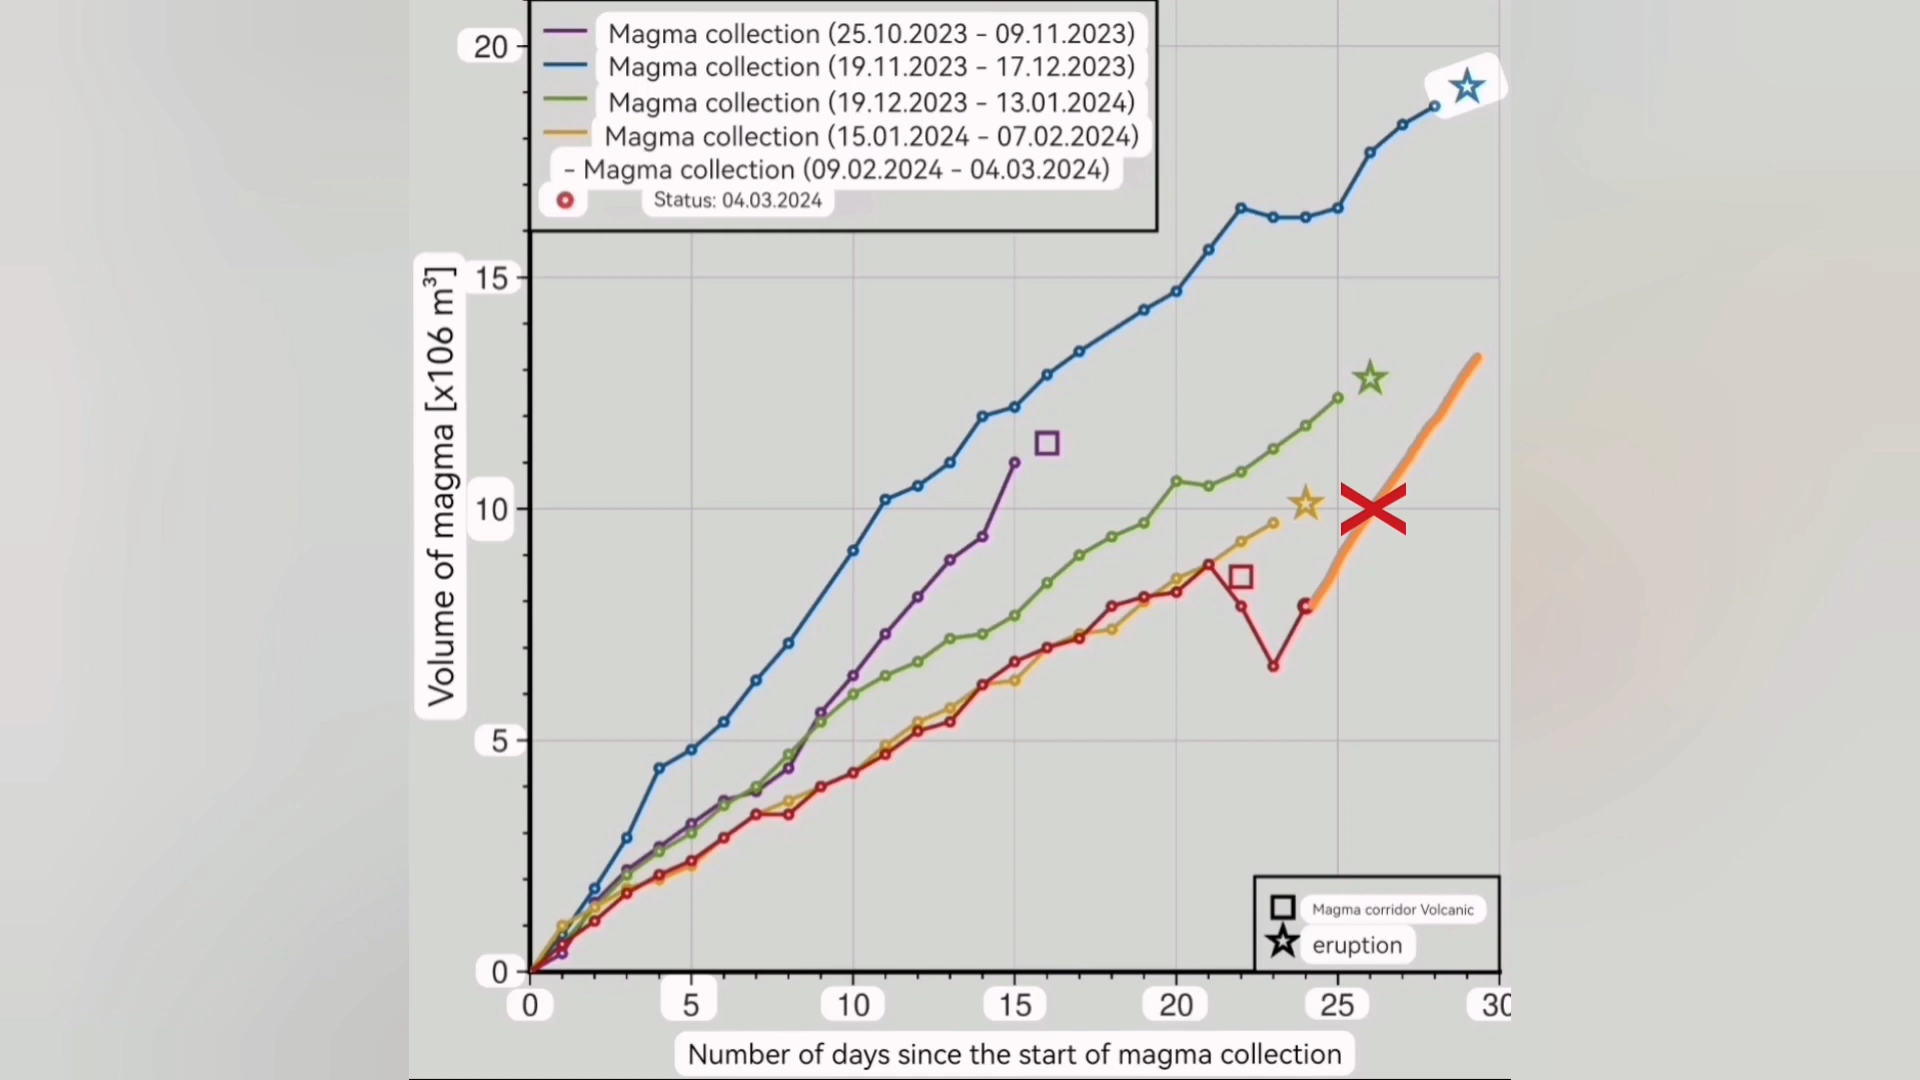 Magma collection (25.10.2023 - 09.11.2023)
Magma collection (19.11.2023 - 17.12.2023)
Magma collection (19.12.2023 - 13.01.2024)
Magma collection (15.01.2024 - 07.02.2024)
- Magma collection (09.02.2024 - 04.03.2024)
Status: 04.03.2024
20
15
10
5
0
Volume of magma [x106 m³]
0 5 10 15 20 25 30
Number of days since the start of magma collection
Magma corridor Volcanic
eruption